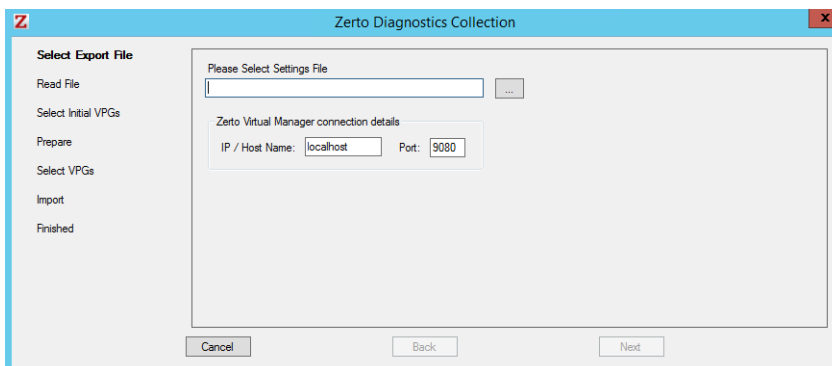 Z Zerto Diagnostics Collection x
Select Export File
Read File
Select Initial VPGs
Prepare
Select VPGs
Import
Finished
Please Select Settings File
...
Zerto Virtual Manager connection details
IP / Host Name: localhost Port: 9080
Cancel Back Next